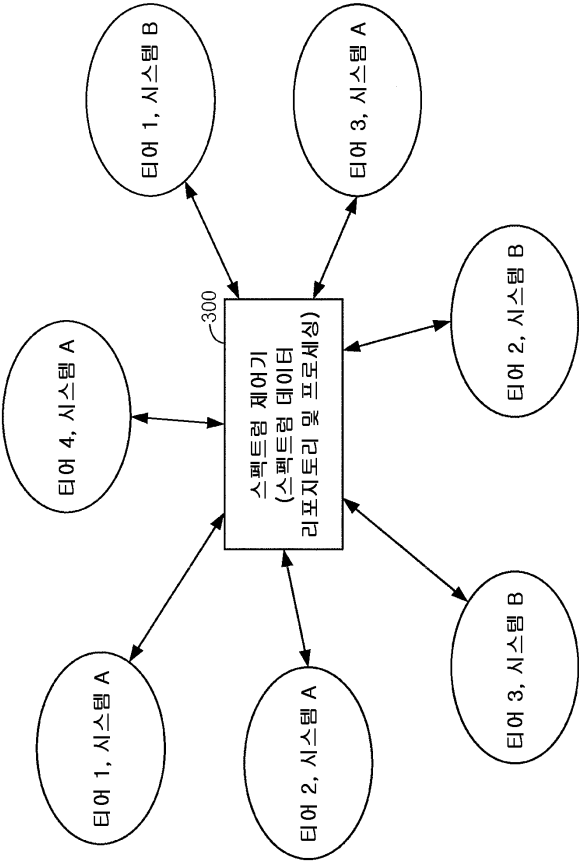 티어 1, 시스템 A
티어 4, 시스템 A
티어 1, 시스템 B
티어 2, 시스템 A
300
스펙트럼 제어기
(스펙트럼 데이터
리포지토리 및 프로세싱)
티어 3, 시스템 A
티어 3, 시스템 B
티어 2, 시스템 B